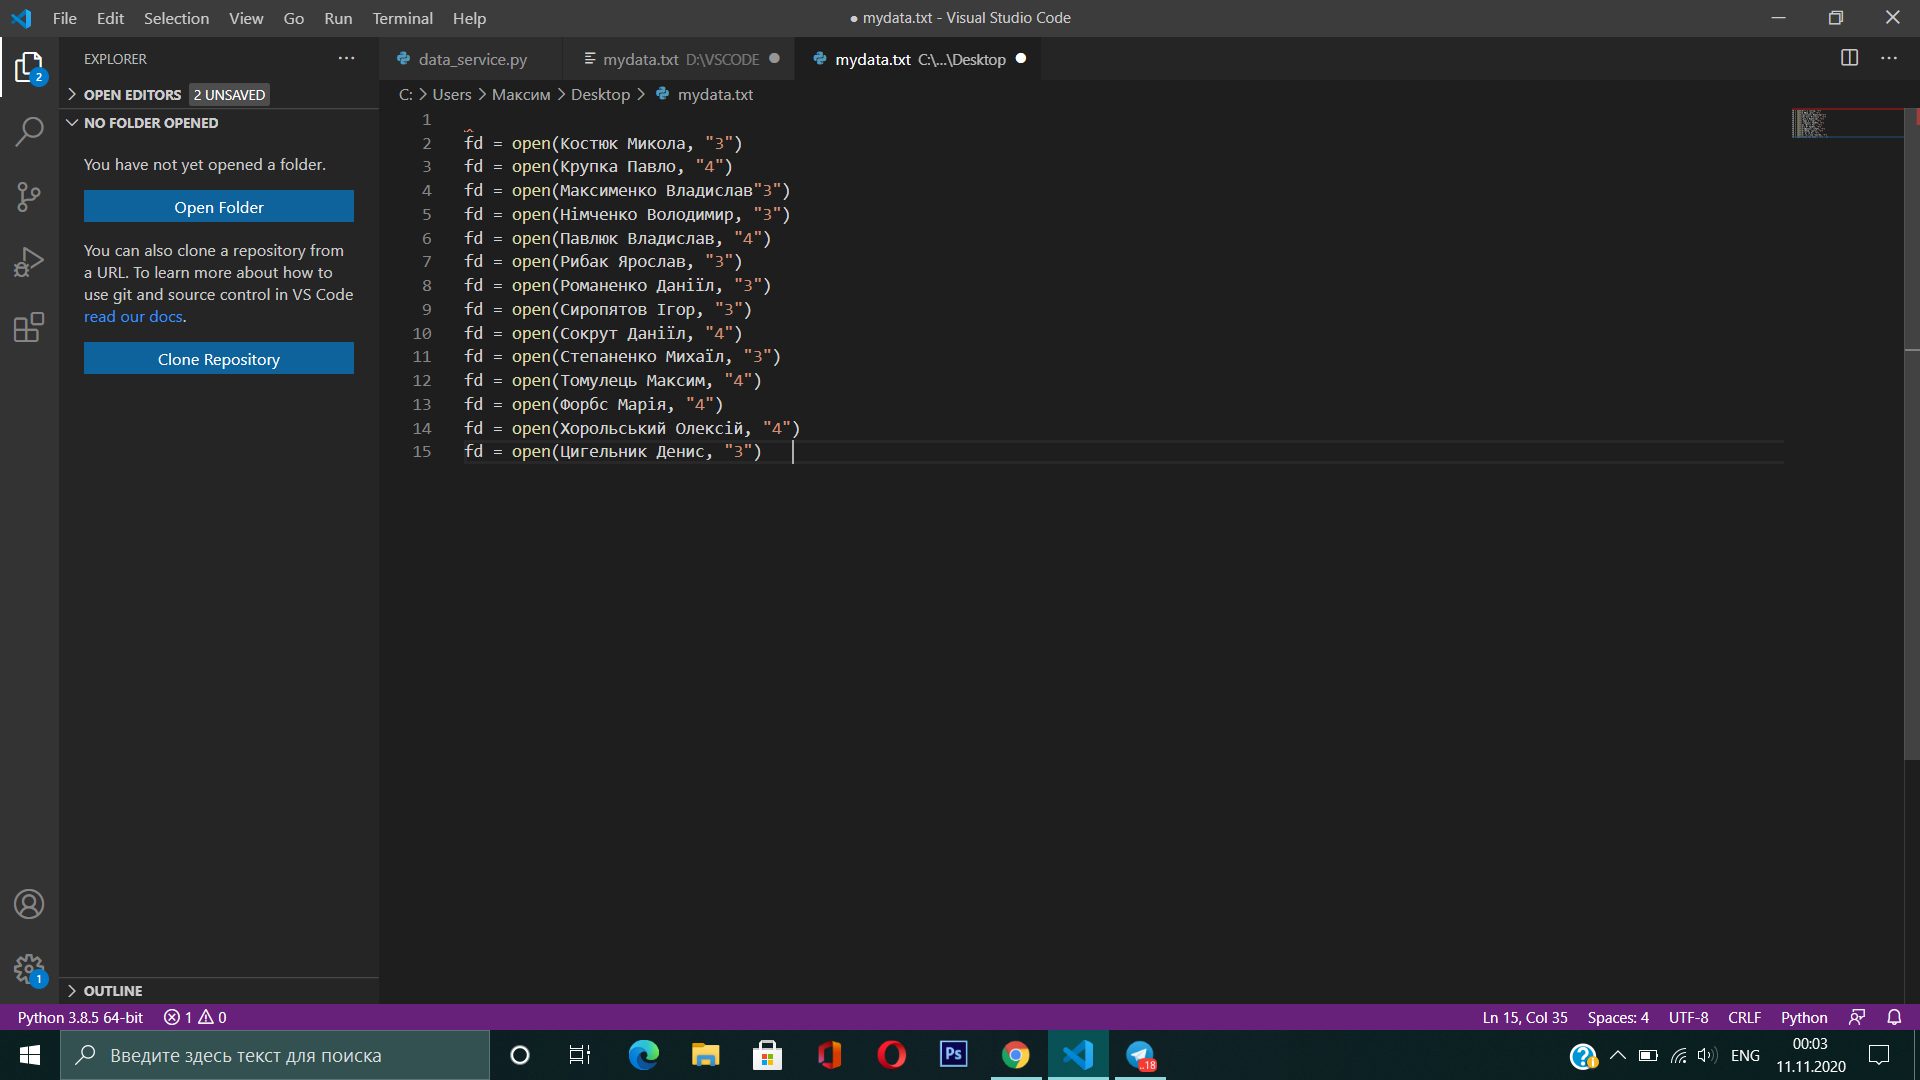 File Edit Selection View Go Run Terminal Help
● mydata.txt - Visual Studio Code
EXPLORER
data_service.py
mydata.txt D:\VSCODE
mydata.txt C:\...\Desktop
OPEN EDITORS 2 UNSAVED
C: > Users > Максим > Desktop > mydata.txt
NO FOLDER OPENED
You have not yet opened a folder.
Open Folder
You can also clone a repository from
a URL. To learn more about how to
use git and source control in VS Code
read our docs.
Clone Repository
1
2 fd = open(Костюк Микола, "3")
3 fd = open(Крупка Павло, "4")
4 fd = open(Максименко Владислав"3")
5 fd = open(Німченко Володимир, "3")
6 fd = open(Павлюк Владислав, "4")
7 fd = open(Рибак Ярослав, "3")
8 fd = open(Романенко Даніїл, "3")
9 fd = open(Сиропятов Ігор, "3")
10 fd = open(Сокрут Даніїл, "4")
11 fd = open(Степаненко Михаїл, "3")
12 fd = open(Томулець Максим, "4")
13 fd = open(Форбс Марія, "4")
14 fd = open(Хорольський Олексій, "4")
15 fd = open(Цигельник Денис, "3")
2
1
OUTLINE
Python 3.8.5 64-bit 1 0
Ln 15, Col 35 Spaces: 4 UTF-8 CRLF Python
Введите здесь текст для поиска
Ps
..18
ENG
00:03
11.11.2020